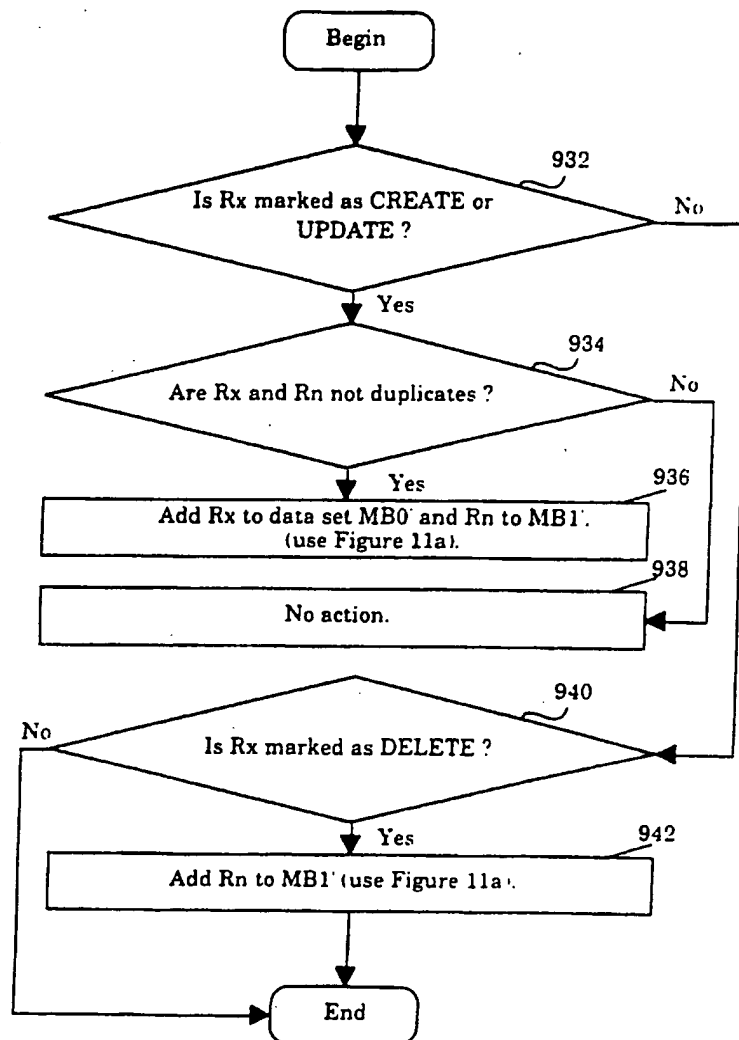 Begin
932
Is Rx marked as CREATE or
UPDATE ?
No
Yes
934
Are Rx and Rn not duplicates ?
No
Yes
936
Add Rx to data set MB0' and Rn to MB1'.
(use Figure 11a).
938
No action.
940
No
Is Rx marked as DELETE ?
Yes
942
Add Rn to MB1' (use Figure 11a).
End